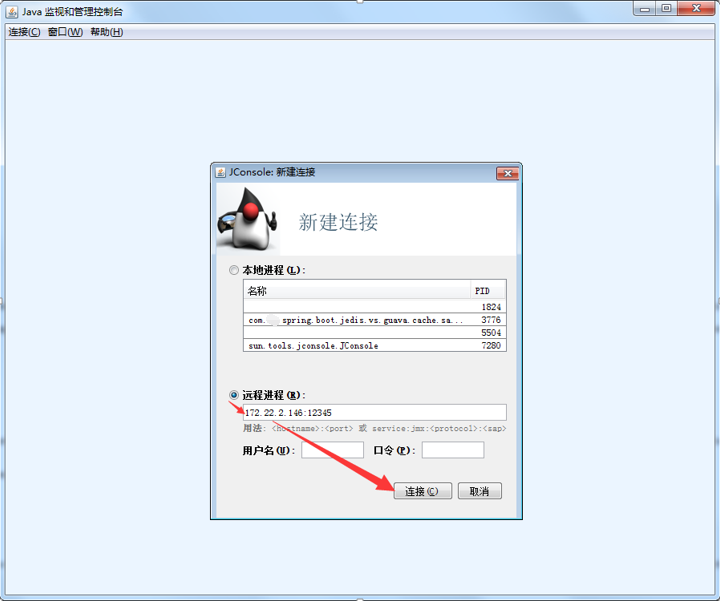 Java 监视和管理控制台
连接(C) 窗口(W) 帮助(H)
JConsole: 新建连接
新建连接
本地进程(L):
名称 PID
1824
com. spring.boot.jedis.vs.guava.cache.sa... 3776
5504
sun.tools.jconsole.JConsole 7280
远程进程(R):
172.22.2.146:12345
用法: <hostname>:<port> 或 service:jmx:<protocol>:<sap>
用户名(U): 口令(P):
连接(C) 取消